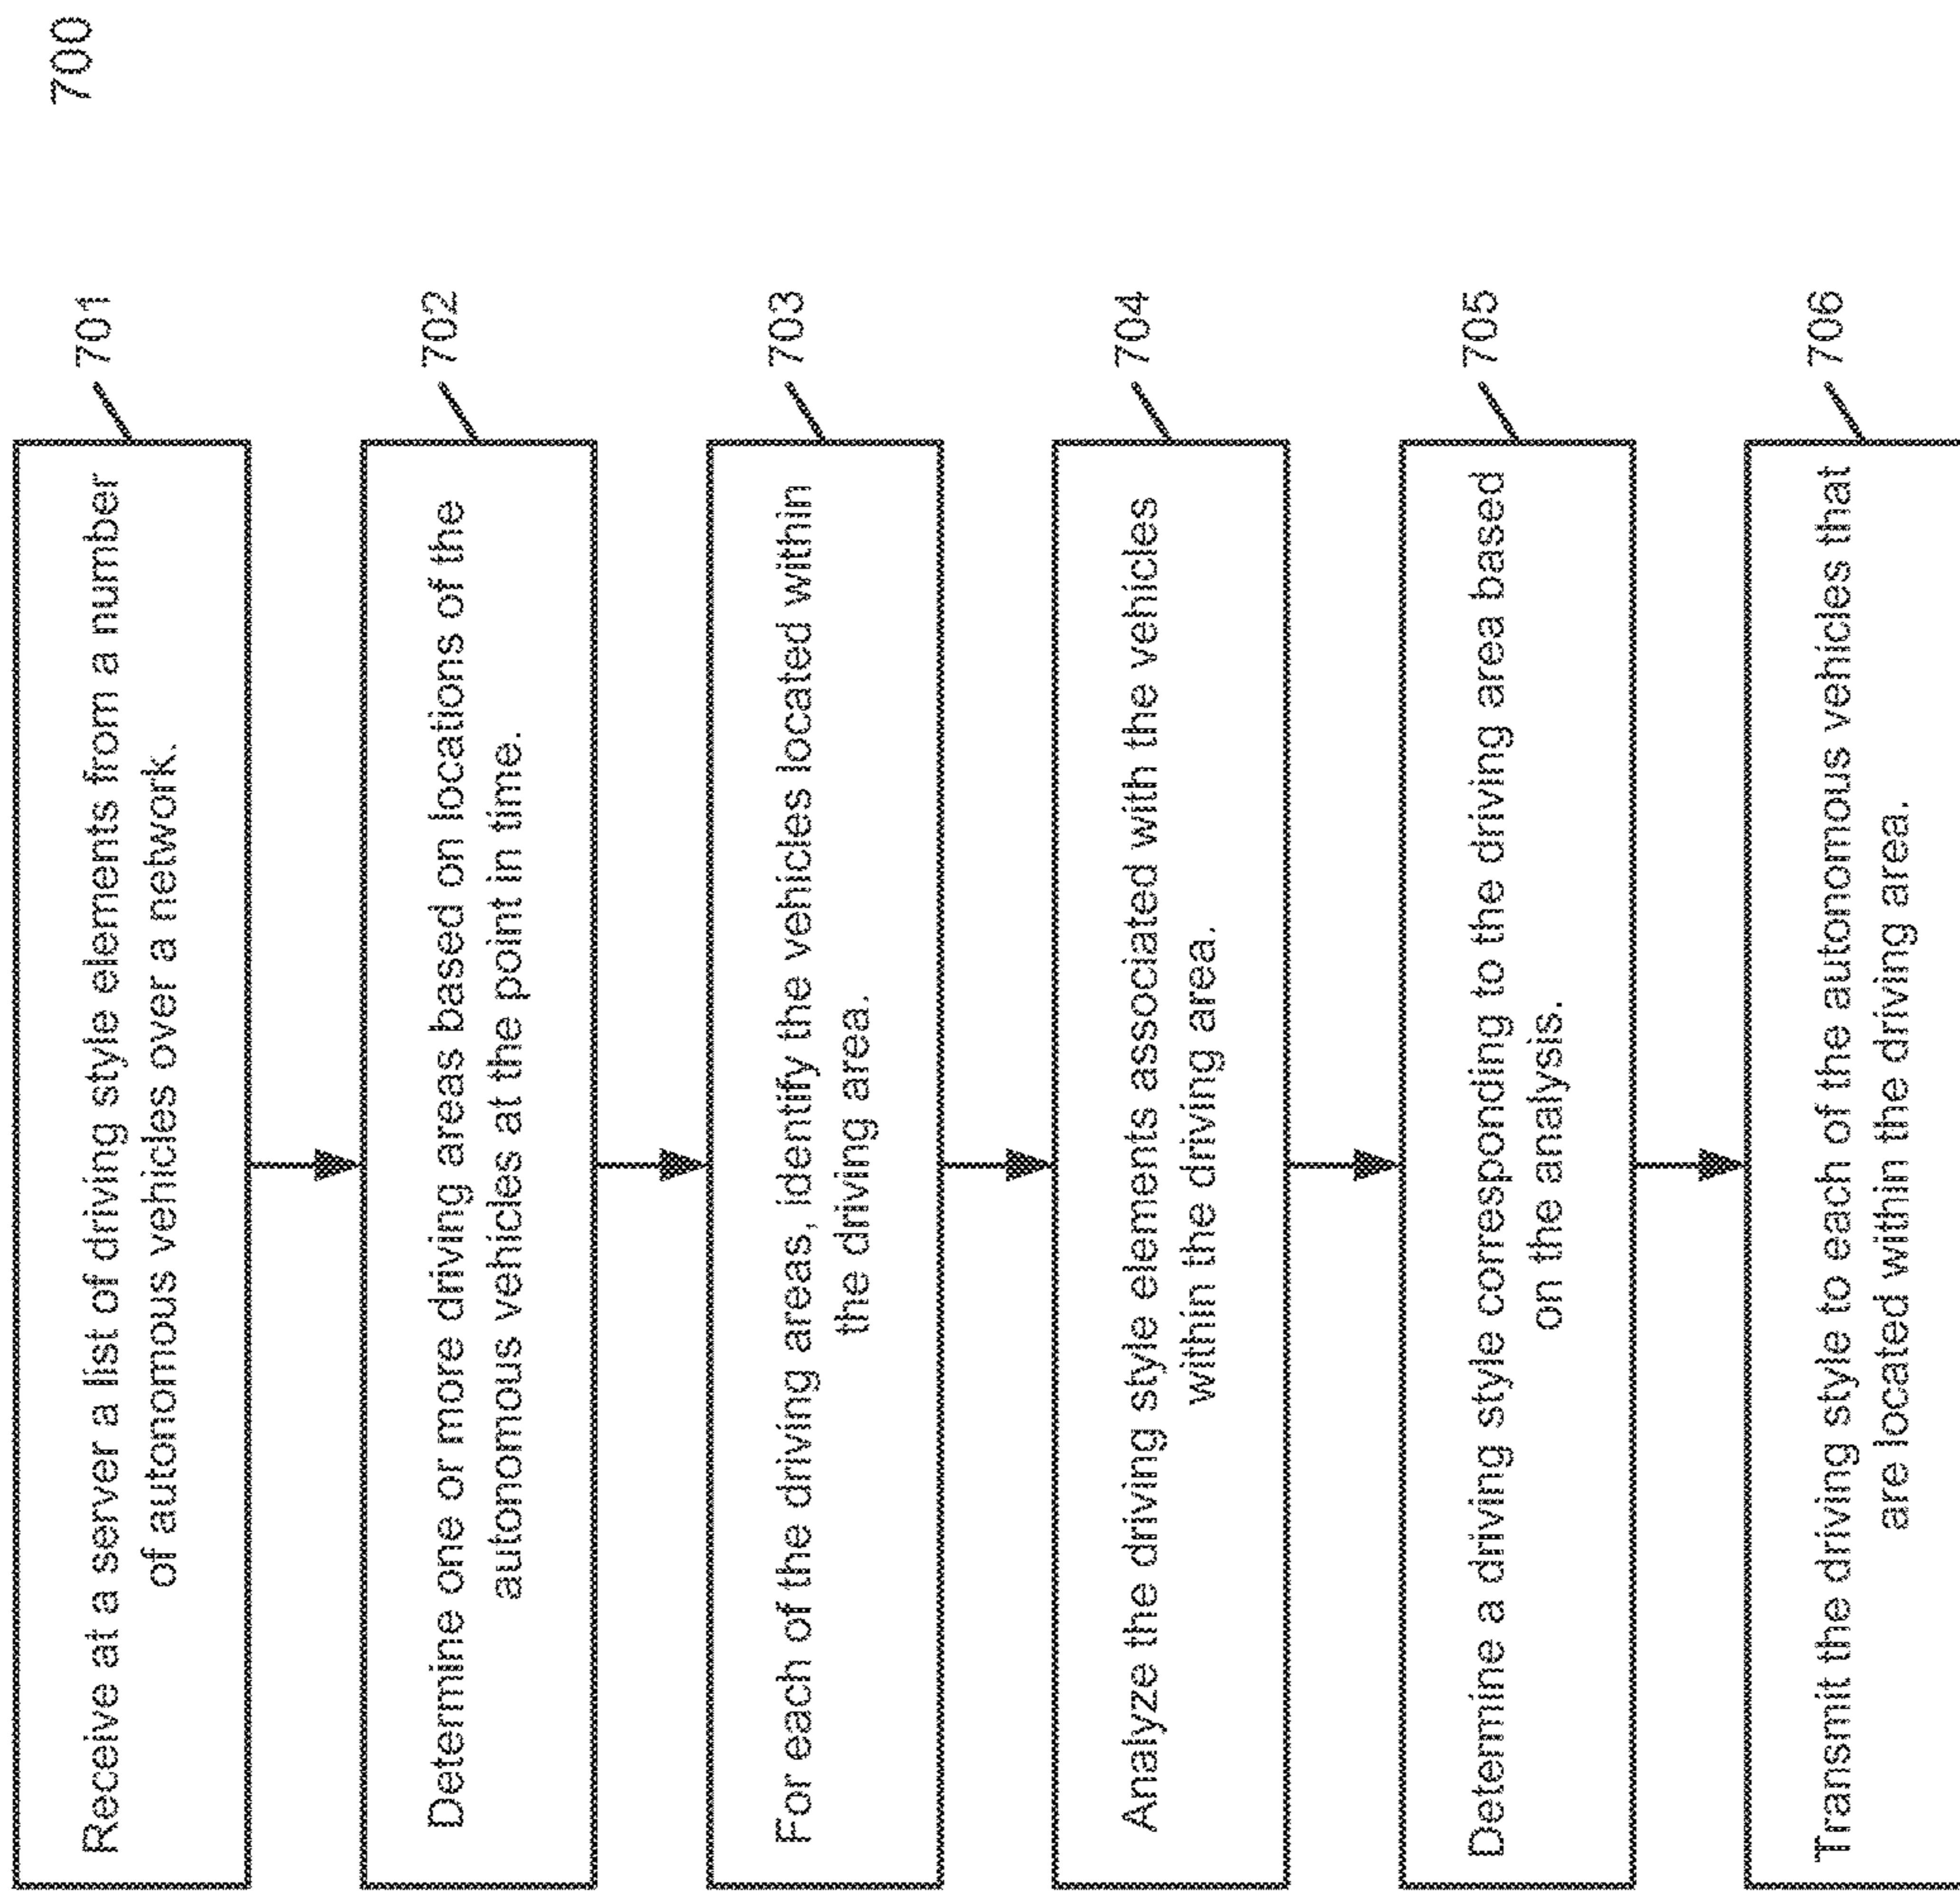 700
701
Receive at a server a list of driving style elements from a number
of autonomous vehicles over a network.
702
Determine one or more driving areas based on locations of the
autonomous vehicles at the point in time.
703
For each of the driving areas, identify the vehicles located within
the driving area.
704
Analyze the driving style elements associated with the vehicles
within the driving area.
705
Determine a driving style corresponding to the driving area based
on the analysis.
706
Transmit the driving style to each of the autonomous vehicles that
are located within the driving area.